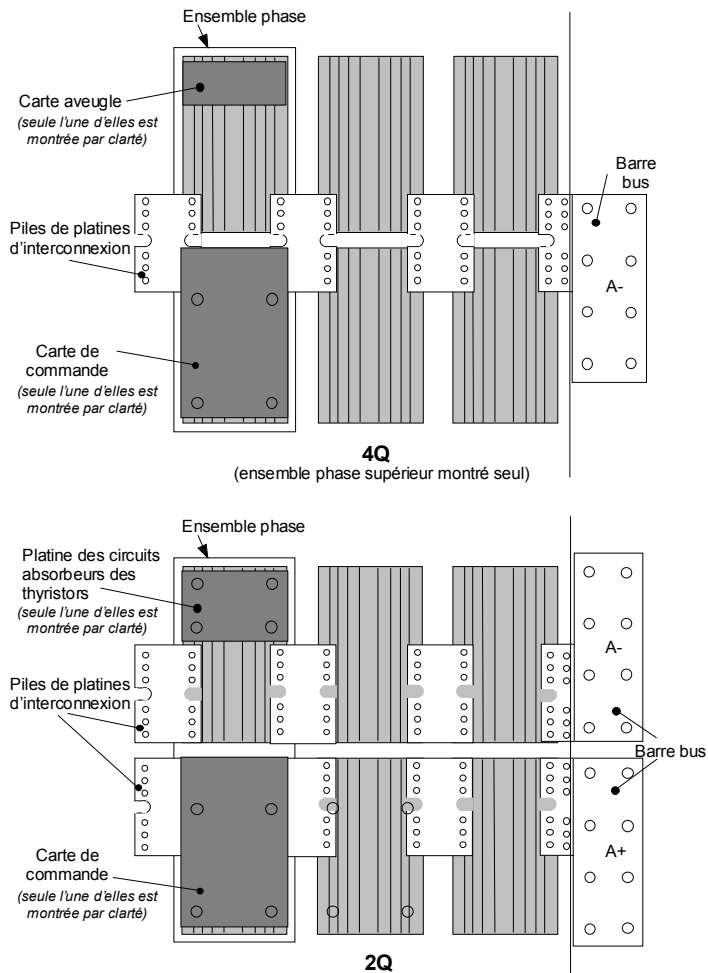 Ensemble phase
Carte aveugle
(seule l'une d'elles est
montrée par clarté)
Barre
bus
Piles de platines
d'interconnexion
A-
Carte de
commande
(seule l'une d'elles est
montrée par clarté)
4Q
(ensemble phase supérieur montré seul)
Ensemble phase
Platine des circuits
absorbeurs des
thyristors
(seule l'une d'elles est
montrée par clarté)
A-
Piles de platines
d'interconnexion
Barre bus
A+
Carte de
commande
(seule l'une d'elles est
montrée par clarté)
2Q